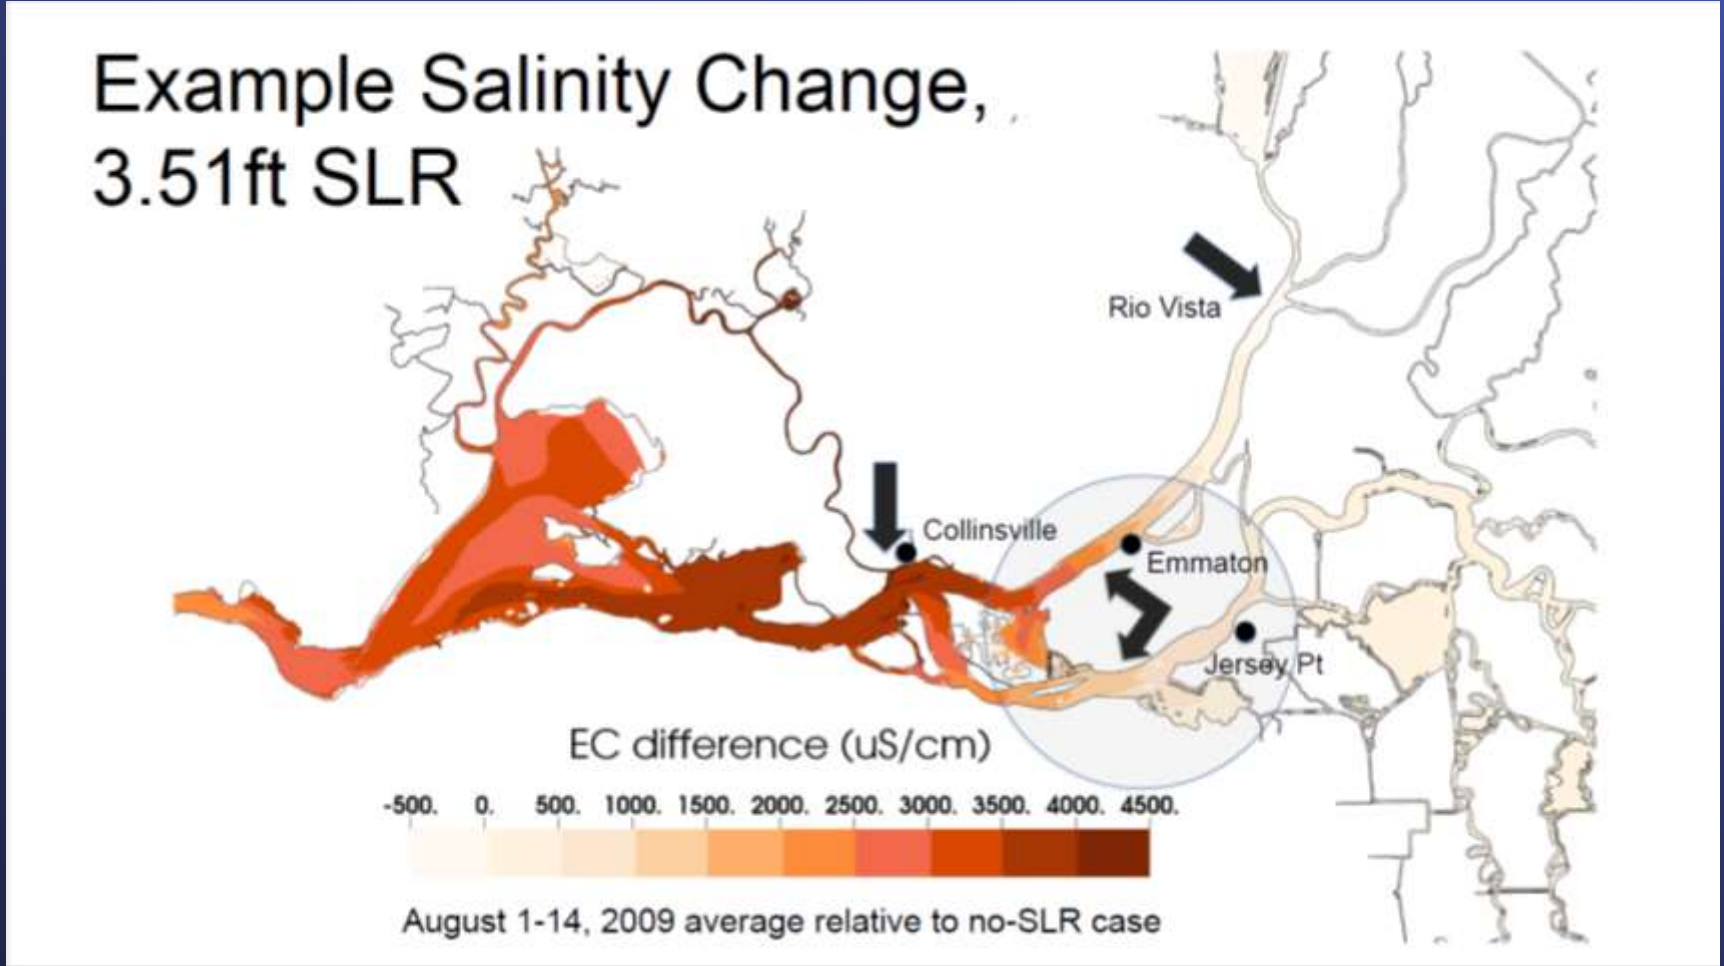 Example Salinity Change,
3.51ft SLR
Rio Vista
Collinsville
Emmaton
Jersey Pt
EC difference (uS/cm)
-500. 0. 500. 1000. 1500. 2000. 2500. 3000. 3500. 4000. 4500.
August 1-14, 2009 average relative to no-SLR case